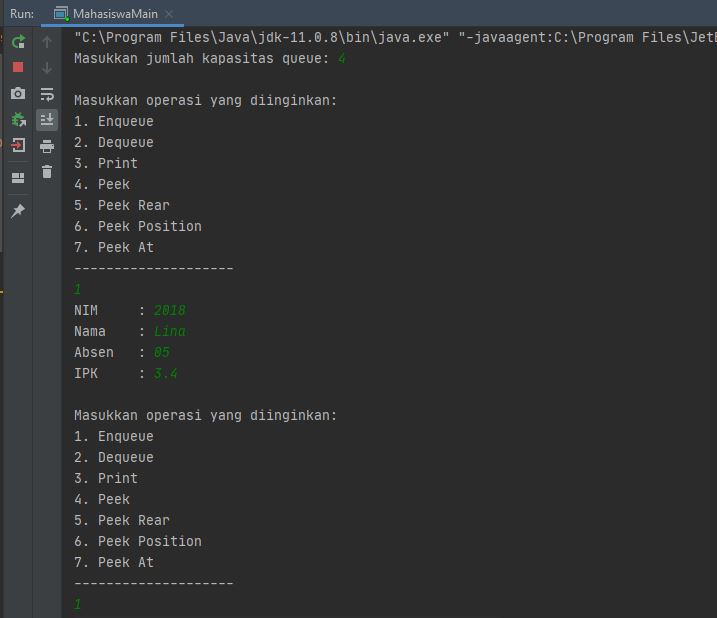 Run: MahasiswaMain
"C:\Program Files\Java\jdk-11.0.8\bin\java.exe" "-javaagent:C:\Program Files\JetB
Masukkan jumlah kapasitas queue: 4
Masukkan operasi yang diinginkan:
1. Enqueue
2. Dequeue
3. Print
4. Peek
5. Peek Rear
6. Peek Position
7. Peek At
--------------------
1
NIM     : 2018
Nama    : Lina
Absen   : 05
IPK     : 3.4
Masukkan operasi yang diinginkan:
1. Enqueue
2. Dequeue
3. Print
4. Peek
5. Peek Rear
6. Peek Position
7. Peek At
--------------------
1